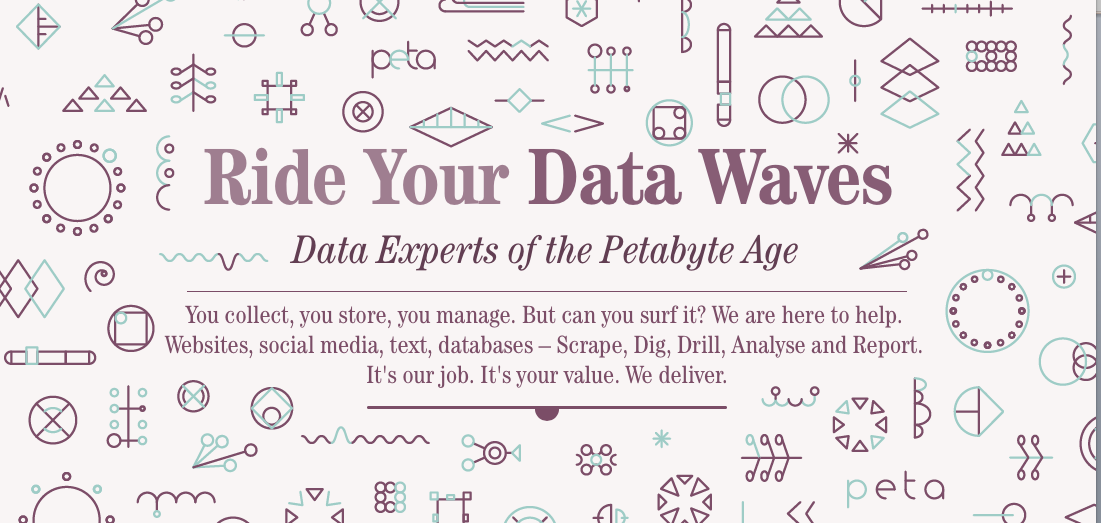 peta
Ride Your Data Waves
Data Experts of the Petabyte Age
You collect, you store, you manage. But can you surf it? We are here to help.
Websites, social media, text, databases – Scrape, Dig, Drill, Analyse and Report.
It's our job. It's your value. We deliver.
peta